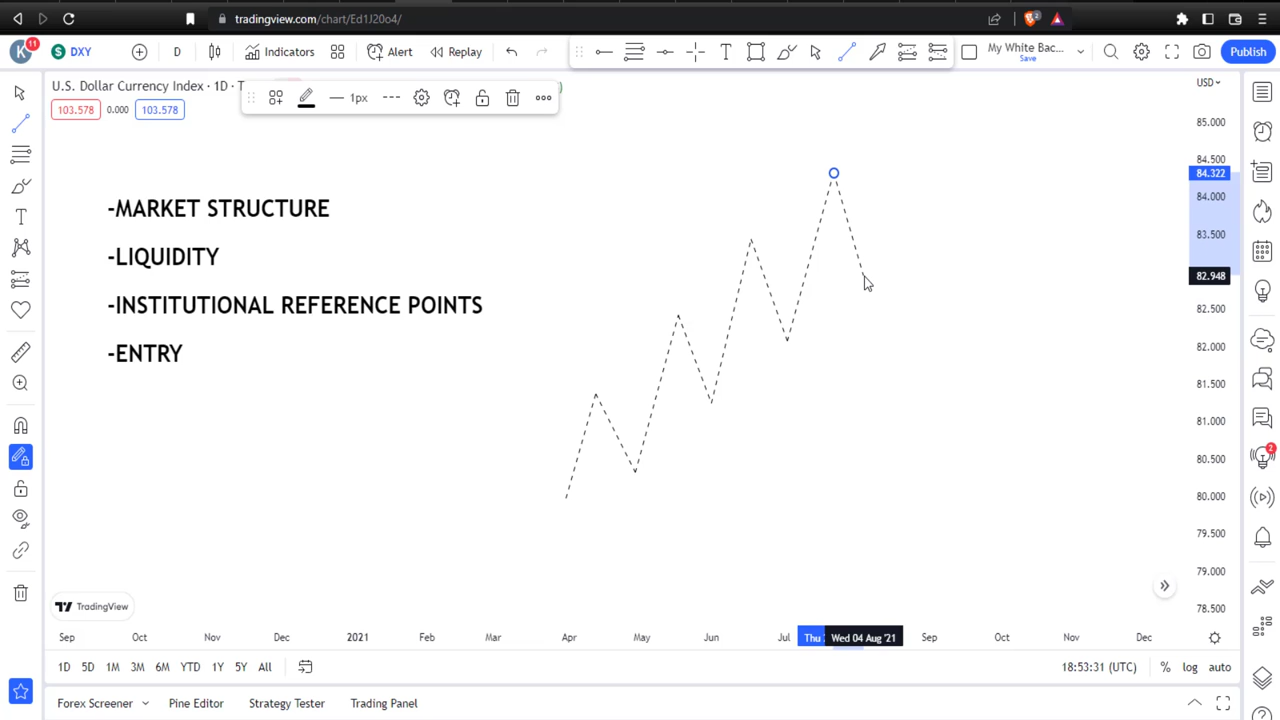 tradingview.com/chart/Ed1J20o4/
K 11 DXY D Indicators Alert Replay My White Bac... Save Publish
U.S. Dollar Currency Index · 1D · T
1px
103.578 0.000 103.578
USD
85.000
84.500
84.322
84.000
83.500
82.948
82.500
82.000
81.500
81.000
80.500
80.000
79.500
79.000
78.500
-MARKET STRUCTURE
-LIQUIDITY
-INSTITUTIONAL REFERENCE POINTS
-ENTRY
2
TradingView
Sep Oct Nov Dec 2021 Feb Mar Apr May Jun Jul Thu Wed 04 Aug '21 Sep Oct Nov Dec
1D 5D 1M 3M 6M YTD 1Y 5Y All 18:53:31 (UTC) % log auto
Forex Screener Pine Editor Strategy Tester Trading Panel